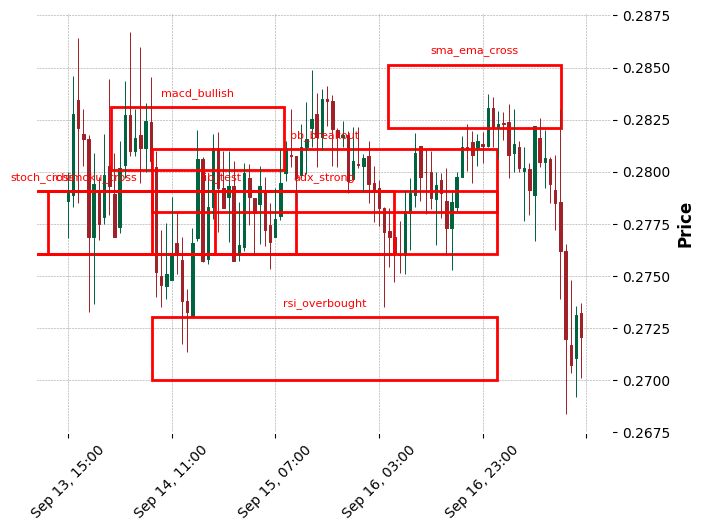 0.2875
sma_ema_cross
0.2850
macd_bullish
0.2825
bb_breakout
0.2800
fib_test
adx_strong
0.2775
Price
0.2750
rsi_overbought
0.2725
0.2700
0.2675
Sep 13, 15:00
Sep 14, 11:00
Sep 15, 07:00
Sep 16, 03:00
Sep 16, 23:00